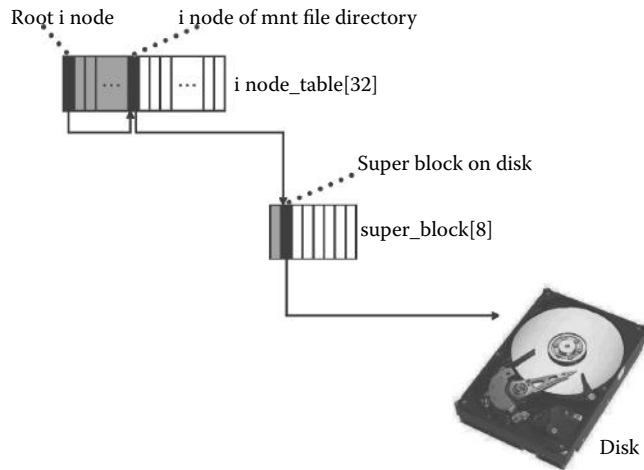 Root i node
i node of mnt file directory
i node_table[32]
Super block on disk
super_block[8]
Disk